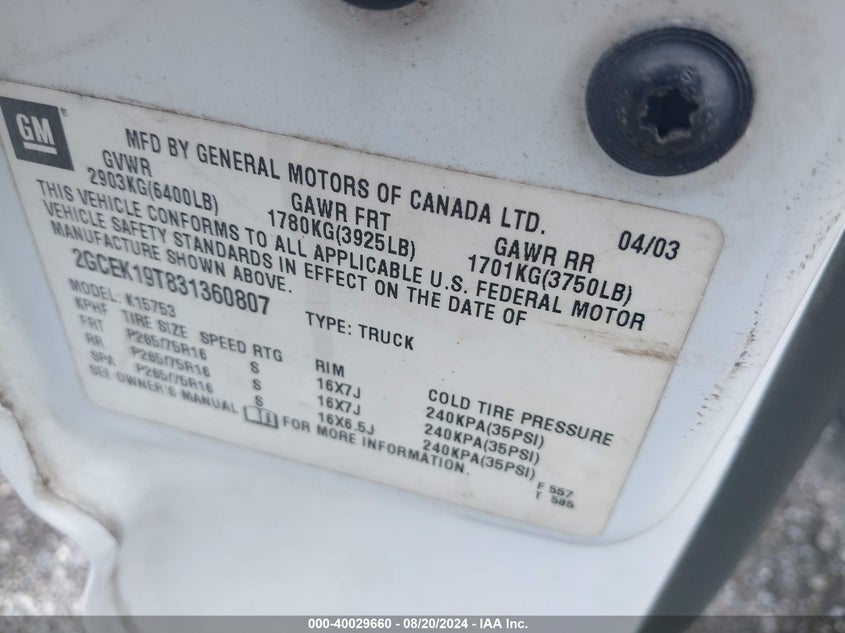 GM ®
MFD BY GENERAL MOTORS OF CANADA LTD. 04/03
GVWR GAWR FRT GAWR RR
2903KG(6400LB) 1780KG(3925LB) 1701KG(3750LB)
THIS VEHICLE CONFORMS TO ALL APPLICABLE U.S. FEDERAL MOTOR
VEHICLE SAFETY STANDARDS IN EFFECT ON THE DATE OF
MANUFACTURE SHOWN ABOVE.
2GCEK19T831360807 TYPE: TRUCK
MODEL: K15753
KPHF TIRE SIZE SPEED RTG RIM COLD TIRE PRESSURE
FRT P265/75R16 S 16X7J 240KPA(35PSI)
RR P265/75R16 S 16X7J 240KPA(35PSI)
SPA P265/75R16 S 16X6.5J 240KPA(35PSI)
SEE OWNER'S MANUAL FOR MORE INFORMATION.
F 557
T 585
000-40029660 - 08/20/2024 - IAA Inc.